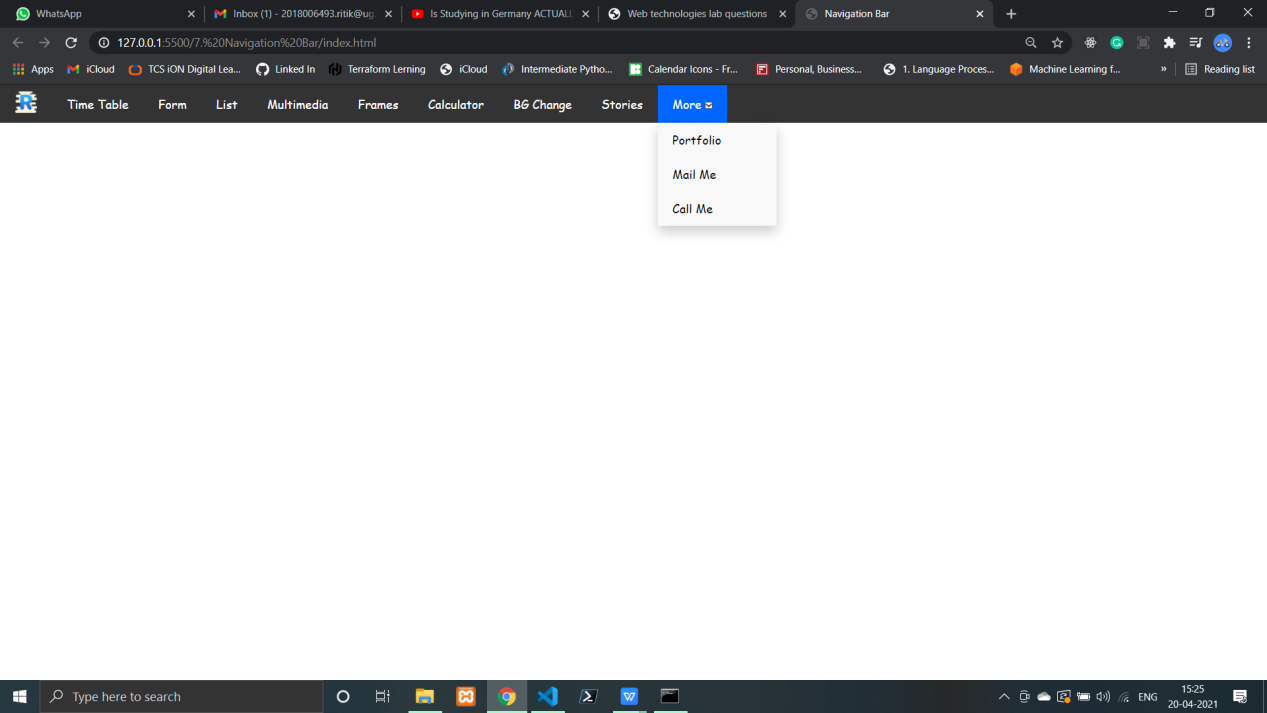 WhatsApp
Inbox (1) - 2018006493.ritik@ug
Is Studying in Germany ACTUALL
Web technologies lab questions
Navigation Bar
127.0.0.1:5500/7.%20Navigation%20Bar/index.html
Apps
iCloud
TCS iON Digital Lea...
Linked In
Terraform Lerning
iCloud
Intermediate Pytho...
Calendar Icons - Fr...
Personal, Business...
1. Language Proces...
Machine Learning f...
»
Reading list
R
Time Table
Form
List
Multimedia
Frames
Calculator
BG Change
Stories
More
Portfolio
Mail Me
Call Me
Type here to search
ENG
15:25
20-04-2021